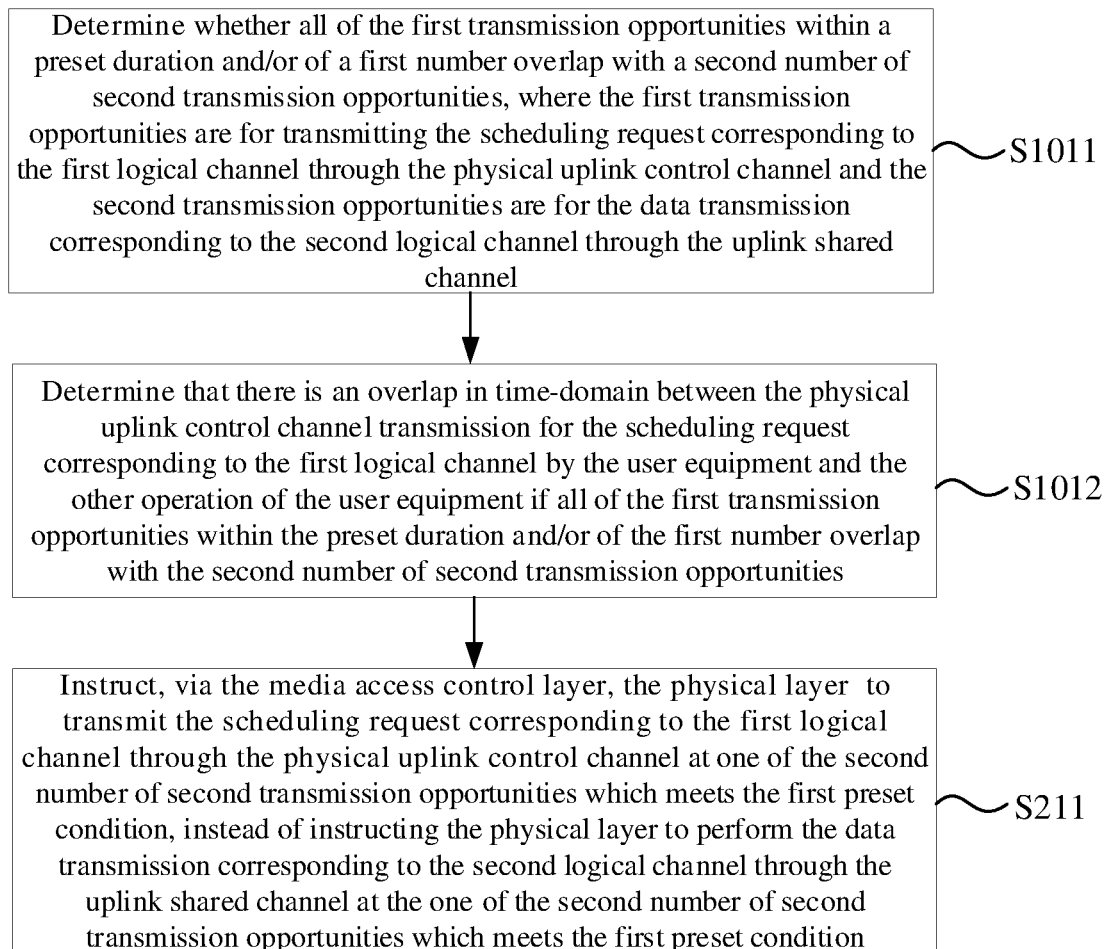 Determine whether all of the first transmission opportunities within a
preset duration and/or of a first number overlap with a second number of
second transmission opportunities, where the first transmission
opportunities are for transmitting the scheduling request corresponding to
the first logical channel through the physical uplink control channel and the
second transmission opportunities are for the data transmission
corresponding to the second logical channel through the uplink shared
channel
S1011
Determine that there is an overlap in time-domain between the physical
uplink control channel transmission for the scheduling request
corresponding to the first logical channel by the user equipment and the
other operation of the user equipment if all of the first transmission
opportunities within the preset duration and/or of the first number overlap
with the second number of second transmission opportunities
S1012
Instruct, via the media access control layer, the physical layer to
transmit the scheduling request corresponding to the first logical
channel through the physical uplink control channel at one of the second
number of second transmission opportunities which meets the first preset
condition, instead of instructing the physical layer to perform the data
transmission corresponding to the second logical channel through the
uplink shared channel at the one of the second number of second
transmission opportunities which meets the first preset condition
S211